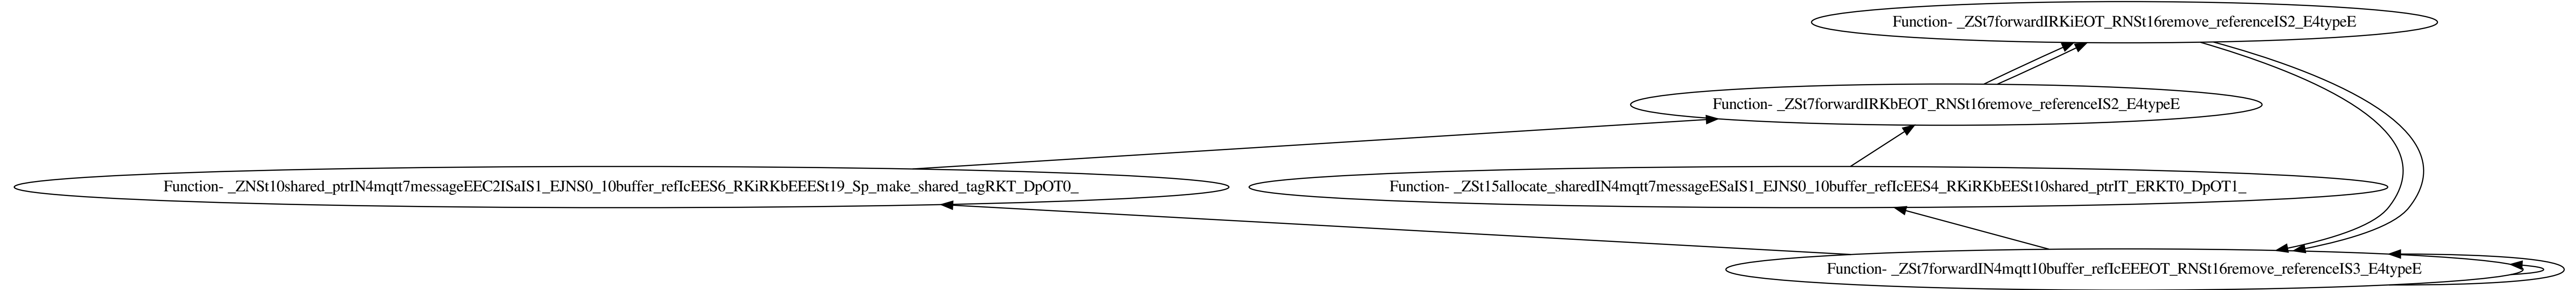 Function- _ZSt7forwardIRKiEOT_RNSt16remove_referenceIS2_E4typeE
Function- _ZSt7forwardIRKbEOT_RNSt16remove_referenceIS2_E4typeE
Function- _ZNSt10shared_ptrIN4mqtt7messageEEC2ISaIS1_EJNS0_10buffer_refIcEES6_RKiRKbEEESt19_Sp_make_shared_tagRKT_DpOT0_
Function- _ZSt15allocate_sharedIN4mqtt7messageESaIS1_EJNS0_10buffer_refIcEES4_RKiRKbEESt10shared_ptrIT_ERKT0_DpOT1_
Function- _ZSt7forwardIN4mqtt10buffer_refIcEEEOT_RNSt16remove_referenceIS3_E4typeE